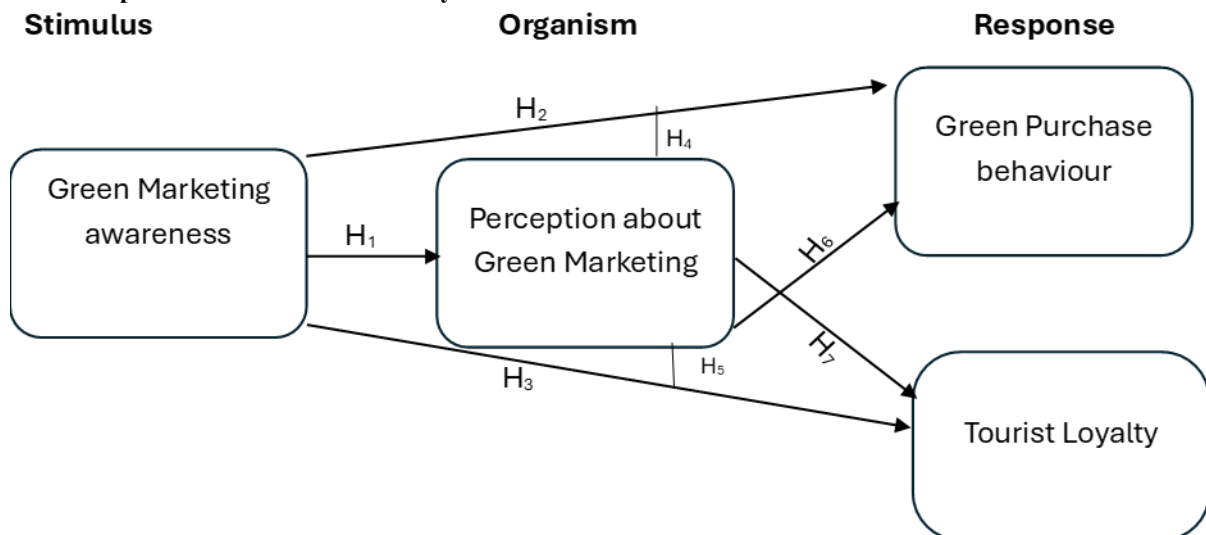 Stimulus
Organism
Response
H₂
H₄
Green Purchase
behaviour
Green Marketing
awareness
H₁
Perception about
Green Marketing
H₆
H₇
H₃
H₅
Tourist Loyalty